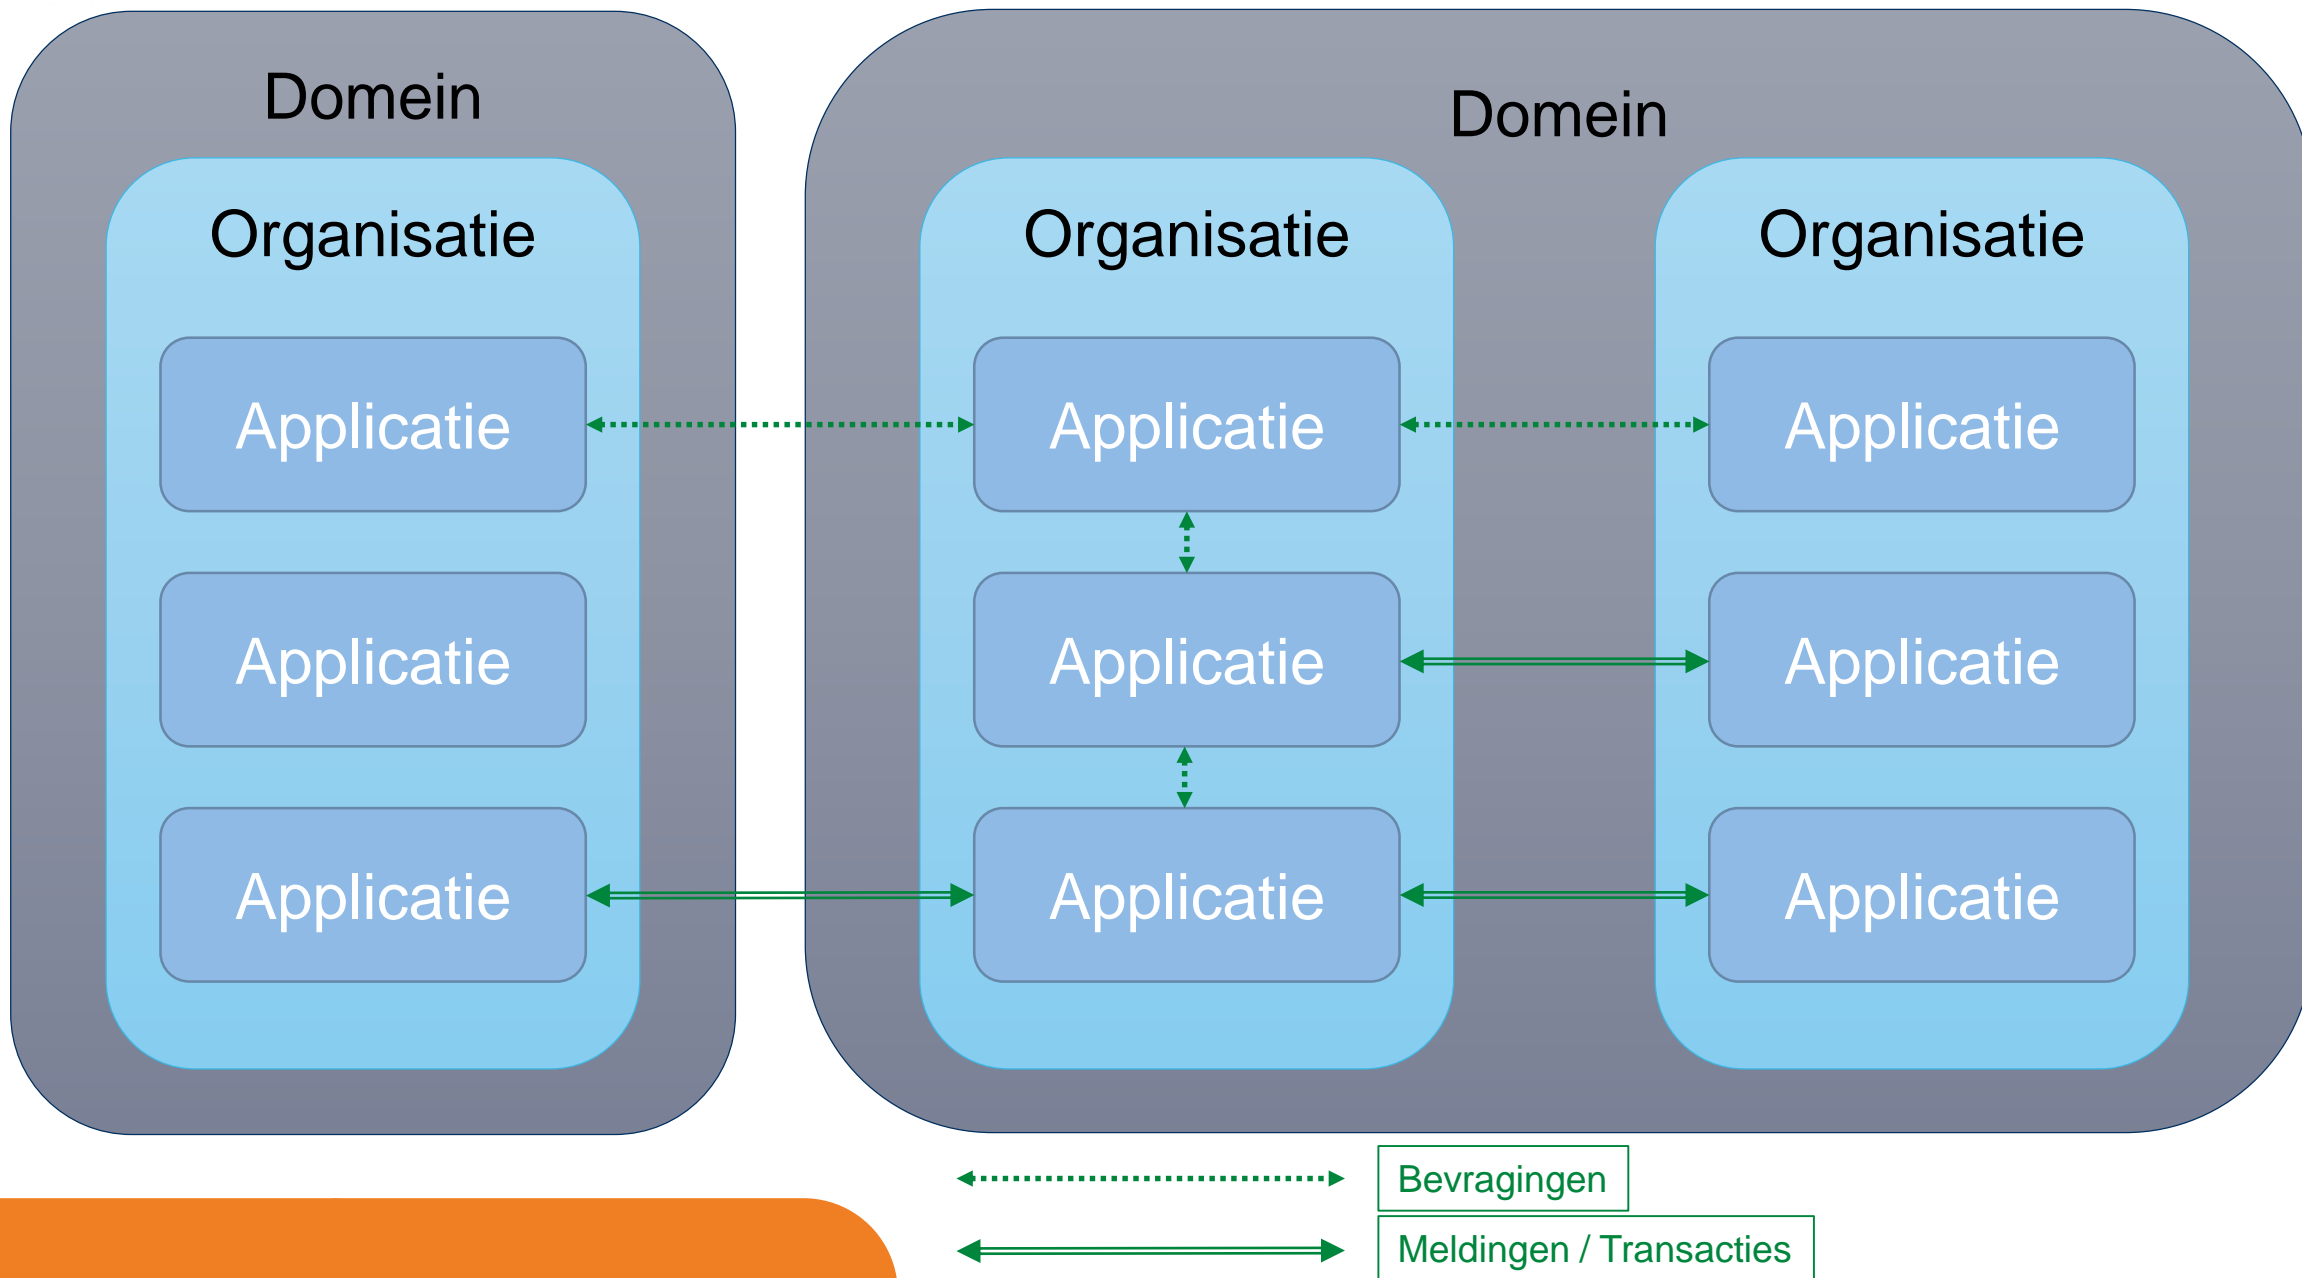 Domein
Domein
Organisatie
Organisatie
Organisatie
Applicatie
Applicatie
Applicatie
Applicatie
Applicatie
Applicatie
Applicatie
Applicatie
Applicatie
Bevragingen
Meldingen / Transacties